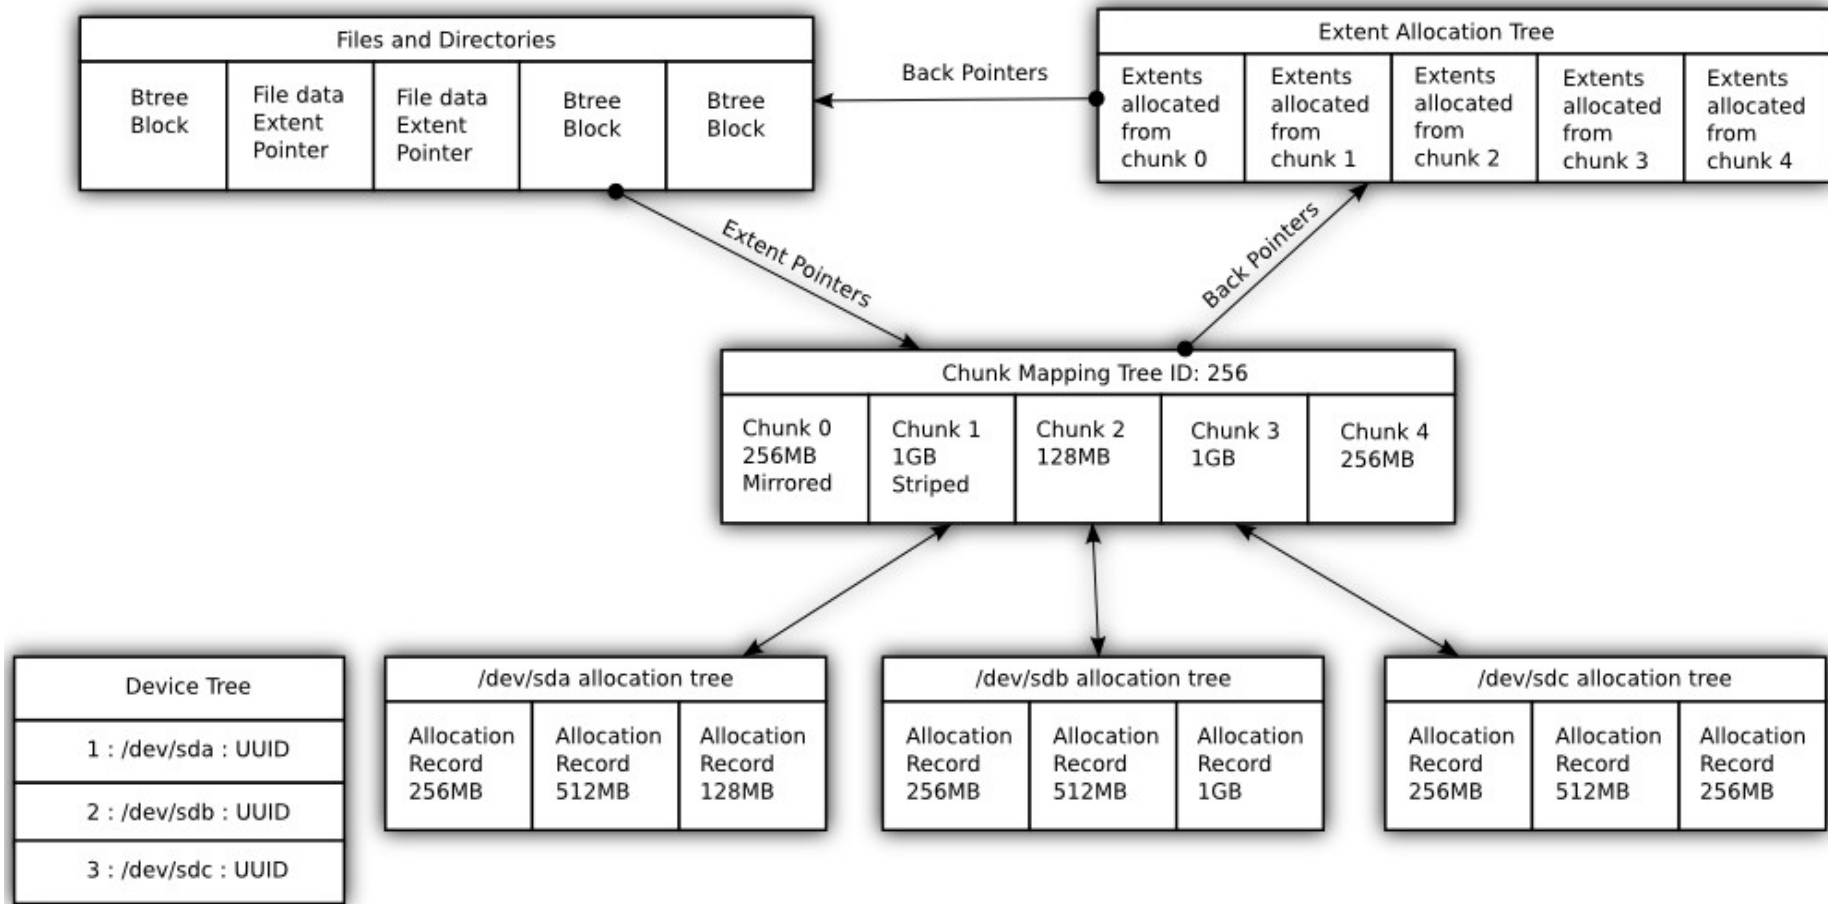 Files and Directories
Btree
Block
File data
Extent
Pointer
File data
Extent
Pointer
Btree
Block
Btree
Block
Back Pointers
Extent Allocation Tree
Extents
allocated
from
chunk 0
Extents
allocated
from
chunk 1
Extents
allocated
from
chunk 2
Extents
allocated
from
chunk 3
Extents
allocated
from
chunk 4
Extent Pointers
Back Pointers
Chunk Mapping Tree ID: 256
Chunk 0
256MB
Mirrored
Chunk 1
1GB
Striped
Chunk 2
128MB
Chunk 3
1GB
Chunk 4
256MB
Device Tree
1 : /dev/sda : UUID
2 : /dev/sdb : UUID
3 : /dev/sdc : UUID
/dev/sda allocation tree
Allocation
Record
256MB
Allocation
Record
512MB
Allocation
Record
128MB
/dev/sdb allocation tree
Allocation
Record
256MB
Allocation
Record
512MB
Allocation
Record
1GB
/dev/sdc allocation tree
Allocation
Record
256MB
Allocation
Record
512MB
Allocation
Record
256MB